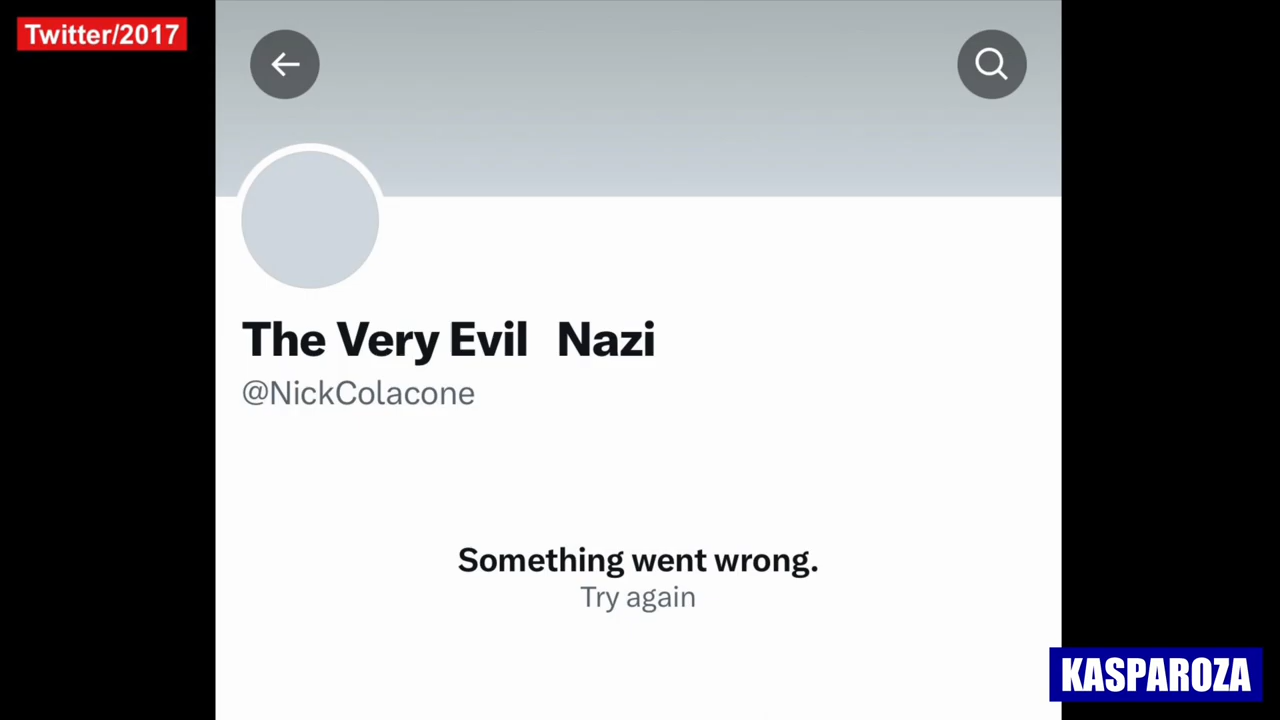 Twitter/2017
The Very Evil Nazi
@NickColacone
Something went wrong.
Try again
KASPAROZA